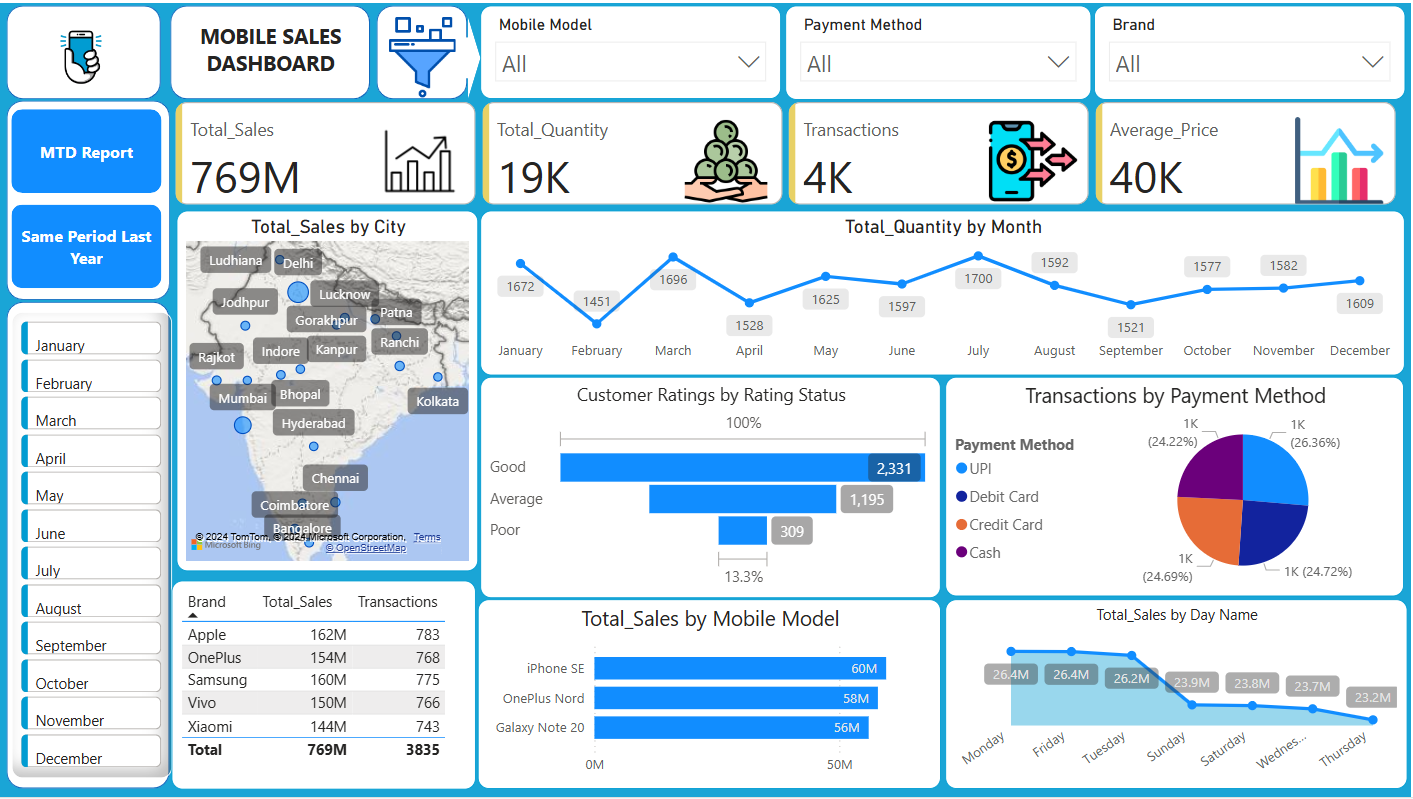 MOBILE SALES
DASHBOARD
Mobile Model
All
Payment Method
All
Brand
All
MTD Report
Same Period Last
Year
Total_Sales
769M
Total_Quantity
19K
Transactions
4K
Average_Price
40K
January
February
March
April
May
June
July
August
September
October
November
December
Total_Sales by City
Ludhiana
Delhi
Jodhpur
Lucknow
Gorakhpur
Patna
Rajkot
Indore
Kanpur
Ranchi
Mumbai
Bhopal
Kolkata
Hyderabad
Chennai
Coimbatore
Bangalore
© 2024 TomTom, © 2024 Microsoft Corporation, Terms
Microsoft Bing
© OpenStreetMap
Total_Quantity by Month
1672
1451
1696
1528
1625
1597
1700
1592
1521
1577
1582
1609
January February March April May June July August September October November December
Customer Ratings by Rating Status
100%
Good 2,331
Average 1,195
Poor 309
13.3%
Transactions by Payment Method
Payment Method
UPI
Debit Card
Credit Card
Cash
1K
(24.22%)
1K
(26.36%)
1K
(24.69%)
1K (24.72%)
Brand Total_Sales Transactions
Apple 162M 783
OnePlus 154M 768
Samsung 160M 775
Vivo 150M 766
Xiaomi 144M 743
Total 769M 3835
Total_Sales by Mobile Model
iPhone SE 60M
OnePlus Nord 58M
Galaxy Note 20 56M
0M 50M
Total_Sales by Day Name
26.4M 26.4M 26.2M 23.9M 23.8M 23.7M 23.2M
Monday Friday Tuesday Sunday Saturday Wednes... Thursday